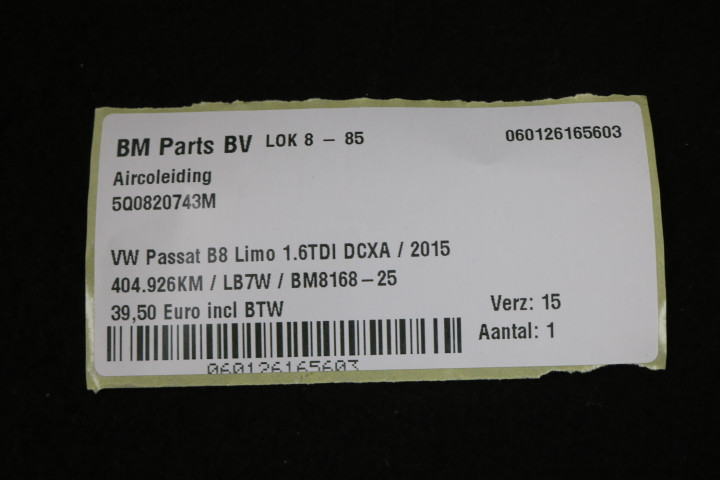 BM Parts BV LOK 8 - 85 060126165603
Aircoleiding
5Q0820743M
VW Passat B8 Limo 1.6TDI DCXA / 2015
404.926KM / LB7W / BM8168-25
39,50 Euro incl BTW
Verz: 15
Aantal: 1
060126165603